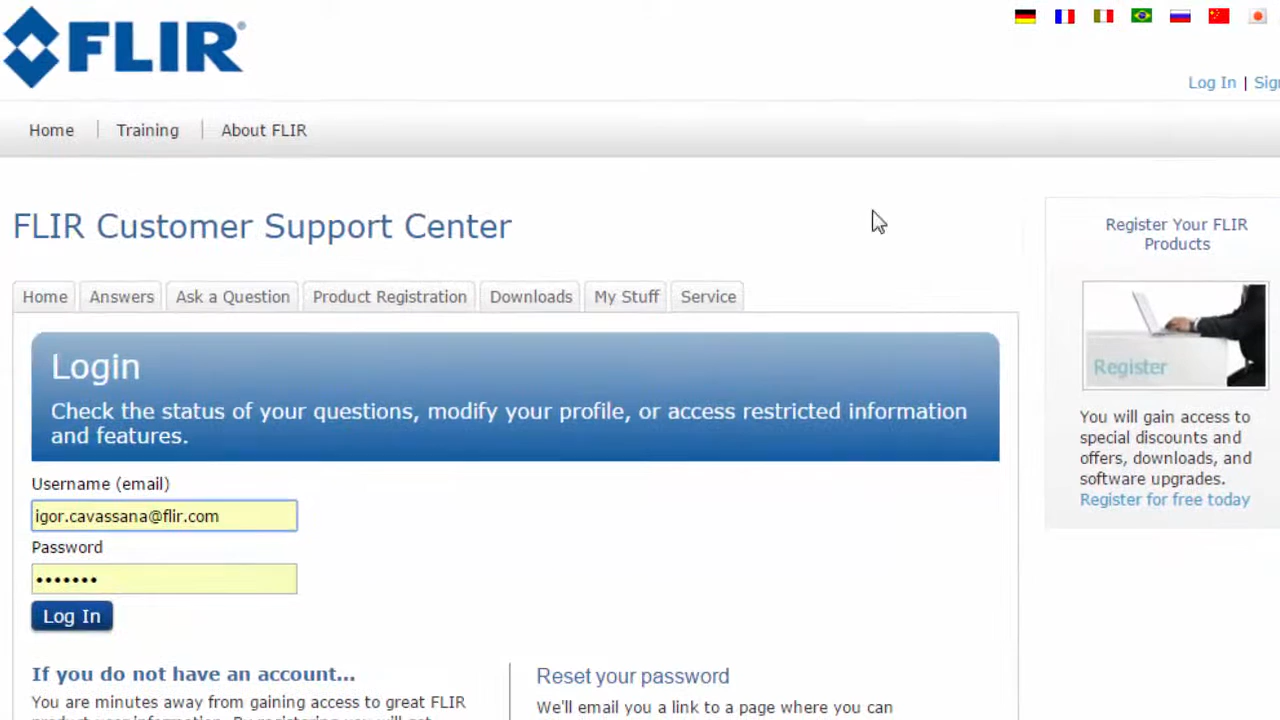 FLIR®
Log In | Sig
Home
Training
About FLIR
FLIR Customer Support Center
Home
Answers
Ask a Question
Product Registration
Downloads
My Stuff
Service
Login
Check the status of your questions, modify your profile, or access restricted information
and features.
Username (email)
igor.cavassana@flir.com
Password
•••••••
Log In
If you do not have an account...
You are minutes away from gaining access to great FLIR
Reset your password
We'll email you a link to a page where you can
Register Your FLIR
Products
Register
You will gain access to
special discounts and
offers, downloads, and
software upgrades.
Register for free today